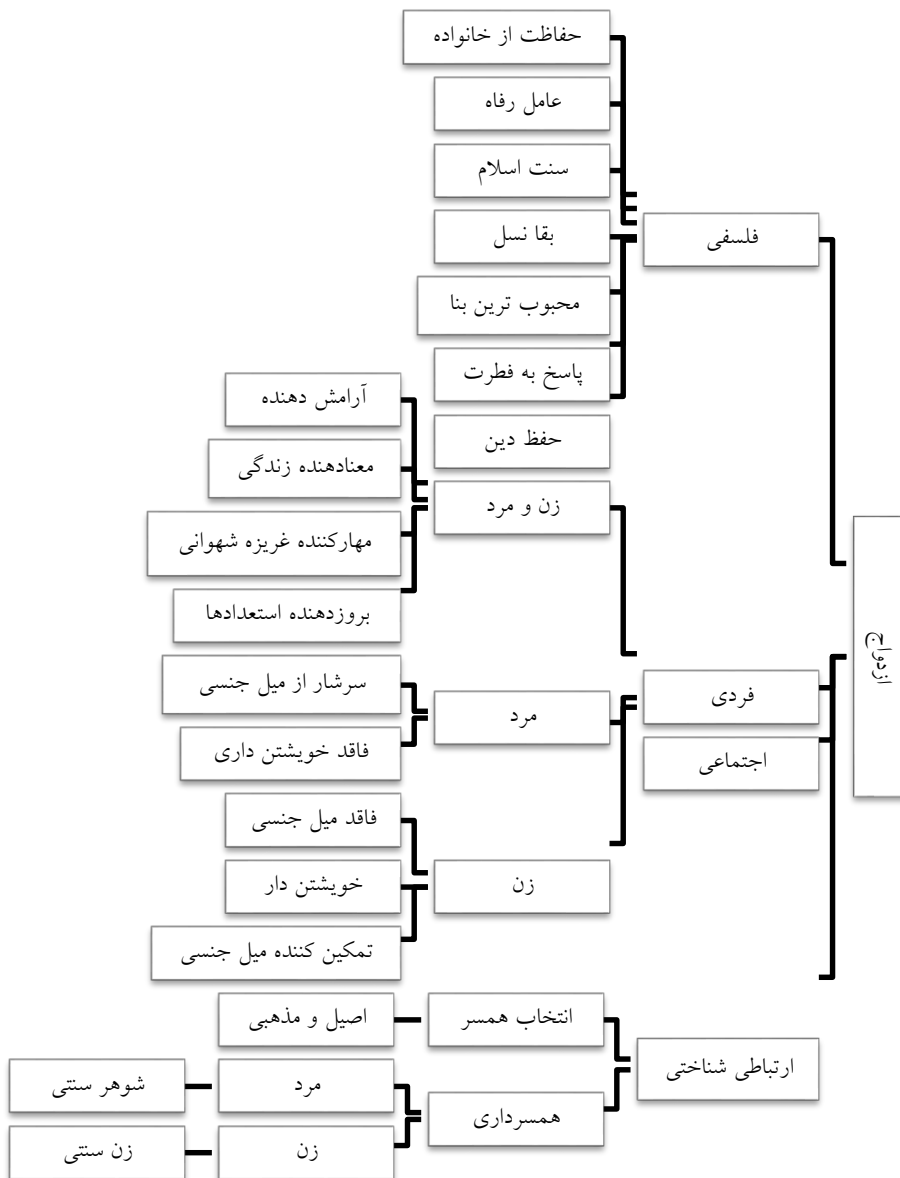 ازدواج
فلسفی
حفاظت از خانواده
عامل رفاه
سنت اسلام
بقا نسل
محبوب ترین بنا
پاسخ به فطرت
حفظ دین
فردی
زن و مرد
آرامش دهنده
معنادهنده زندگی
مهارکننده غریزه شهوانی
بروزدهنده استعدادها
مرد
سرشار از میل جنسی
فاقد خویشتن داری
زن
فاقد میل جنسی
خویشتن دار
تمکین کننده میل جنسی
اجتماعی
ارتباطی شناختی
انتخاب همسر
اصیل و مذهبی
همسرداری
مرد
شوهر سنتی
زن
زن سنتی